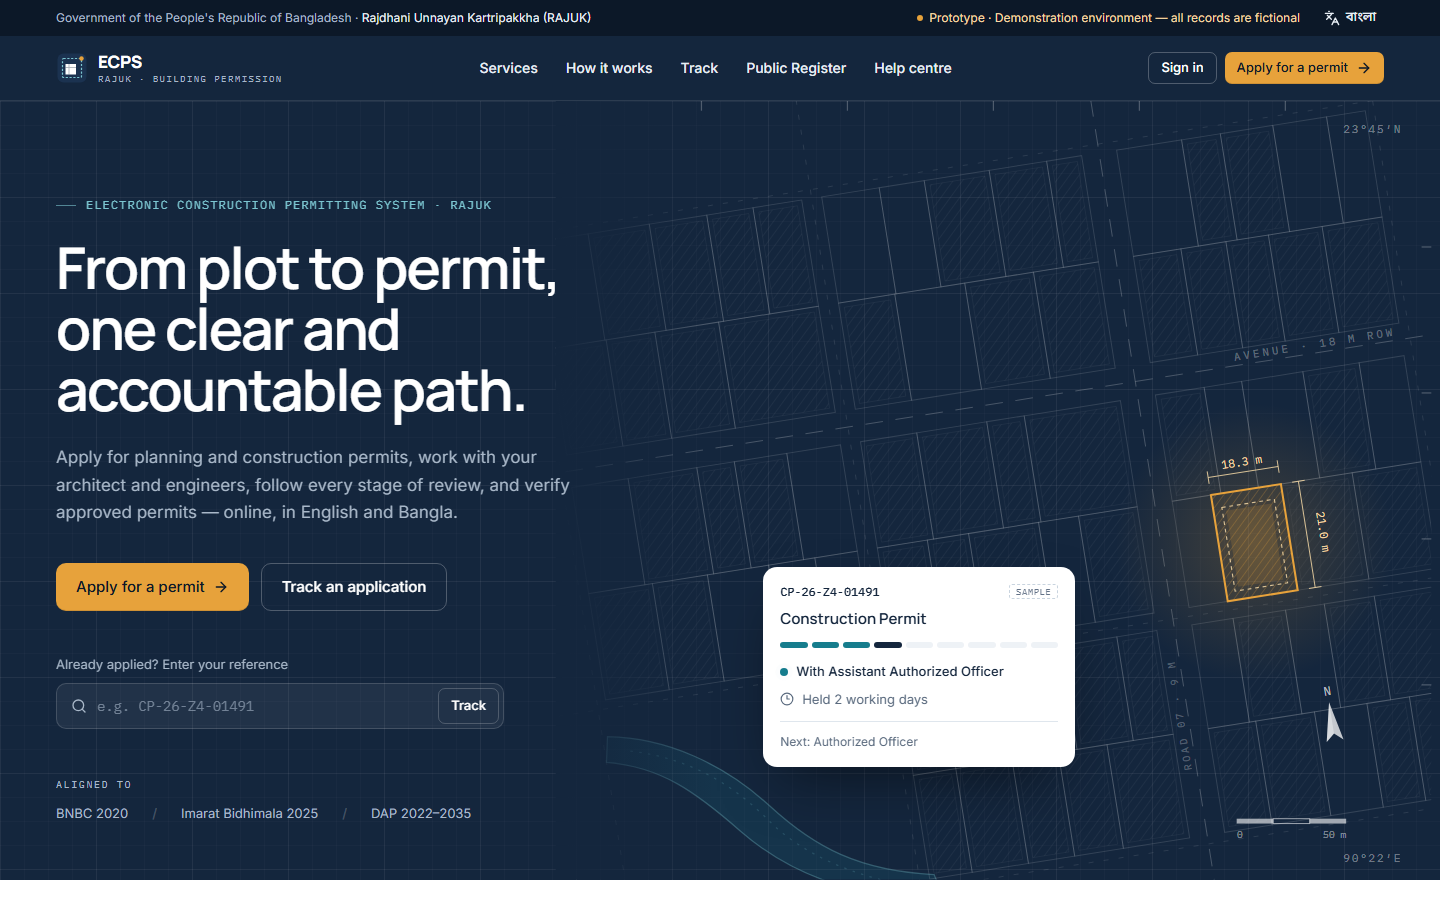 Government of the People's Republic of Bangladesh · Rajdhani Unnayan Kartripakkha (RAJUK)
Prototype · Demonstration environment — all records are fictional
বাংলা
ECPS
RAJUK · BUILDING PERMISSION
Services
How it works
Track
Public Register
Help centre
Sign in
Apply for a permit
23°45′N
ELECTRONIC CONSTRUCTION PERMITTING SYSTEM · RAJUK
From plot to permit,
one clear and
accountable path.
Apply for planning and construction permits, work with your
architect and engineers, follow every stage of review, and verify
approved permits — online, in English and Bangla.
Apply for a permit
Track an application
Already applied? Enter your reference
e.g. CP-26-Z4-01491
Track
ALIGNED TO
BNBC 2020 / Imarat Bidhimala 2025 / DAP 2022–2035
AVENUE · 18 M ROW
18.3 m
21.0 m
CP-26-Z4-01491
SAMPLE
Construction Permit
With Assistant Authorized Officer
Held 2 working days
Next: Authorized Officer
ROAD 07 · 9 M
N
0 50 m
90°22′E